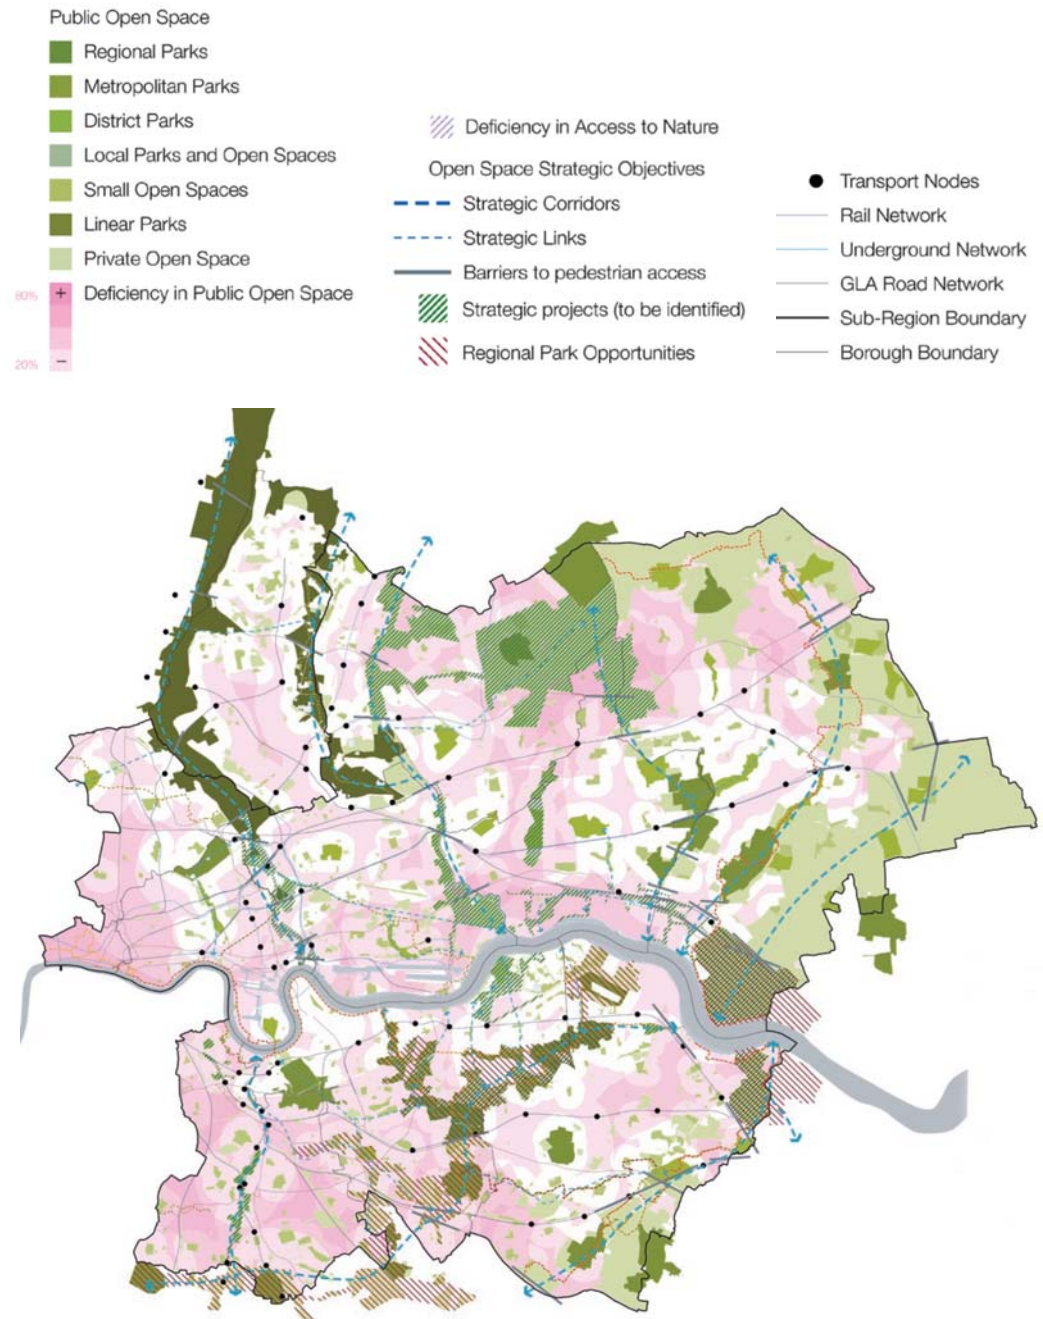 Public Open Space
Regional Parks
Metropolitan Parks
District Parks
Local Parks and Open Spaces
Small Open Spaces
Linear Parks
Private Open Space
80% + Deficiency in Public Open Space
20% −
Deficiency in Access to Nature
Open Space Strategic Objectives
Strategic Corridors
Strategic Links
Barriers to pedestrian access
Strategic projects (to be identified)
Regional Park Opportunities
Transport Nodes
Rail Network
Underground Network
GLA Road Network
Sub-Region Boundary
Borough Boundary